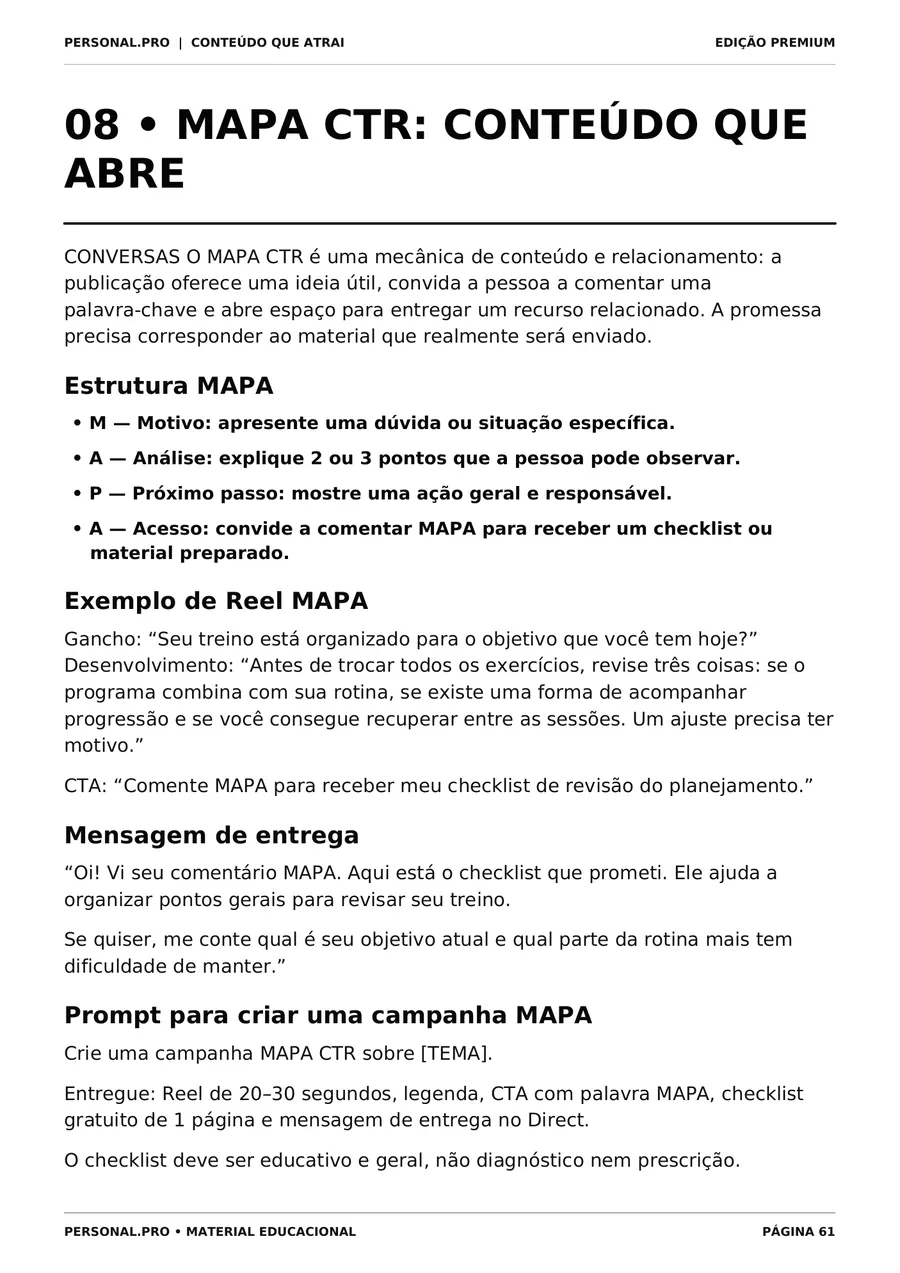 PERSONAL.PRO | CONTEÚDO QUE ATRAI
EDIÇÃO PREMIUM
08 • MAPA CTR: CONTEÚDO QUE
ABRE
CONVERSAS O MAPA CTR é uma mecânica de conteúdo e relacionamento: a
publicação oferece uma ideia útil, convida a pessoa a comentar uma
palavra-chave e abre espaço para entregar um recurso relacionado. A promessa
precisa corresponder ao material que realmente será enviado.
Estrutura MAPA
• M — Motivo: apresente uma dúvida ou situação específica.
• A — Análise: explique 2 ou 3 pontos que a pessoa pode observar.
• P — Próximo passo: mostre uma ação geral e responsável.
• A — Acesso: convide a comentar MAPA para receber um checklist ou
material preparado.
Exemplo de Reel MAPA
Gancho: “Seu treino está organizado para o objetivo que você tem hoje?”
Desenvolvimento: “Antes de trocar todos os exercícios, revise três coisas: se o
programa combina com sua rotina, se existe uma forma de acompanhar
progressão e se você consegue recuperar entre as sessões. Um ajuste precisa ter
motivo.”
CTA: “Comente MAPA para receber meu checklist de revisão do planejamento.”
Mensagem de entrega
“Oi! Vi seu comentário MAPA. Aqui está o checklist que prometi. Ele ajuda a
organizar pontos gerais para revisar seu treino.
Se quiser, me conte qual é seu objetivo atual e qual parte da rotina mais tem
dificuldade de manter.”
Prompt para criar uma campanha MAPA
Crie uma campanha MAPA CTR sobre [TEMA].
Entregue: Reel de 20–30 segundos, legenda, CTA com palavra MAPA, checklist
gratuito de 1 página e mensagem de entrega no Direct.
O checklist deve ser educativo e geral, não diagnóstico nem prescrição.
PERSONAL.PRO • MATERIAL EDUCACIONAL
PÁGINA 61